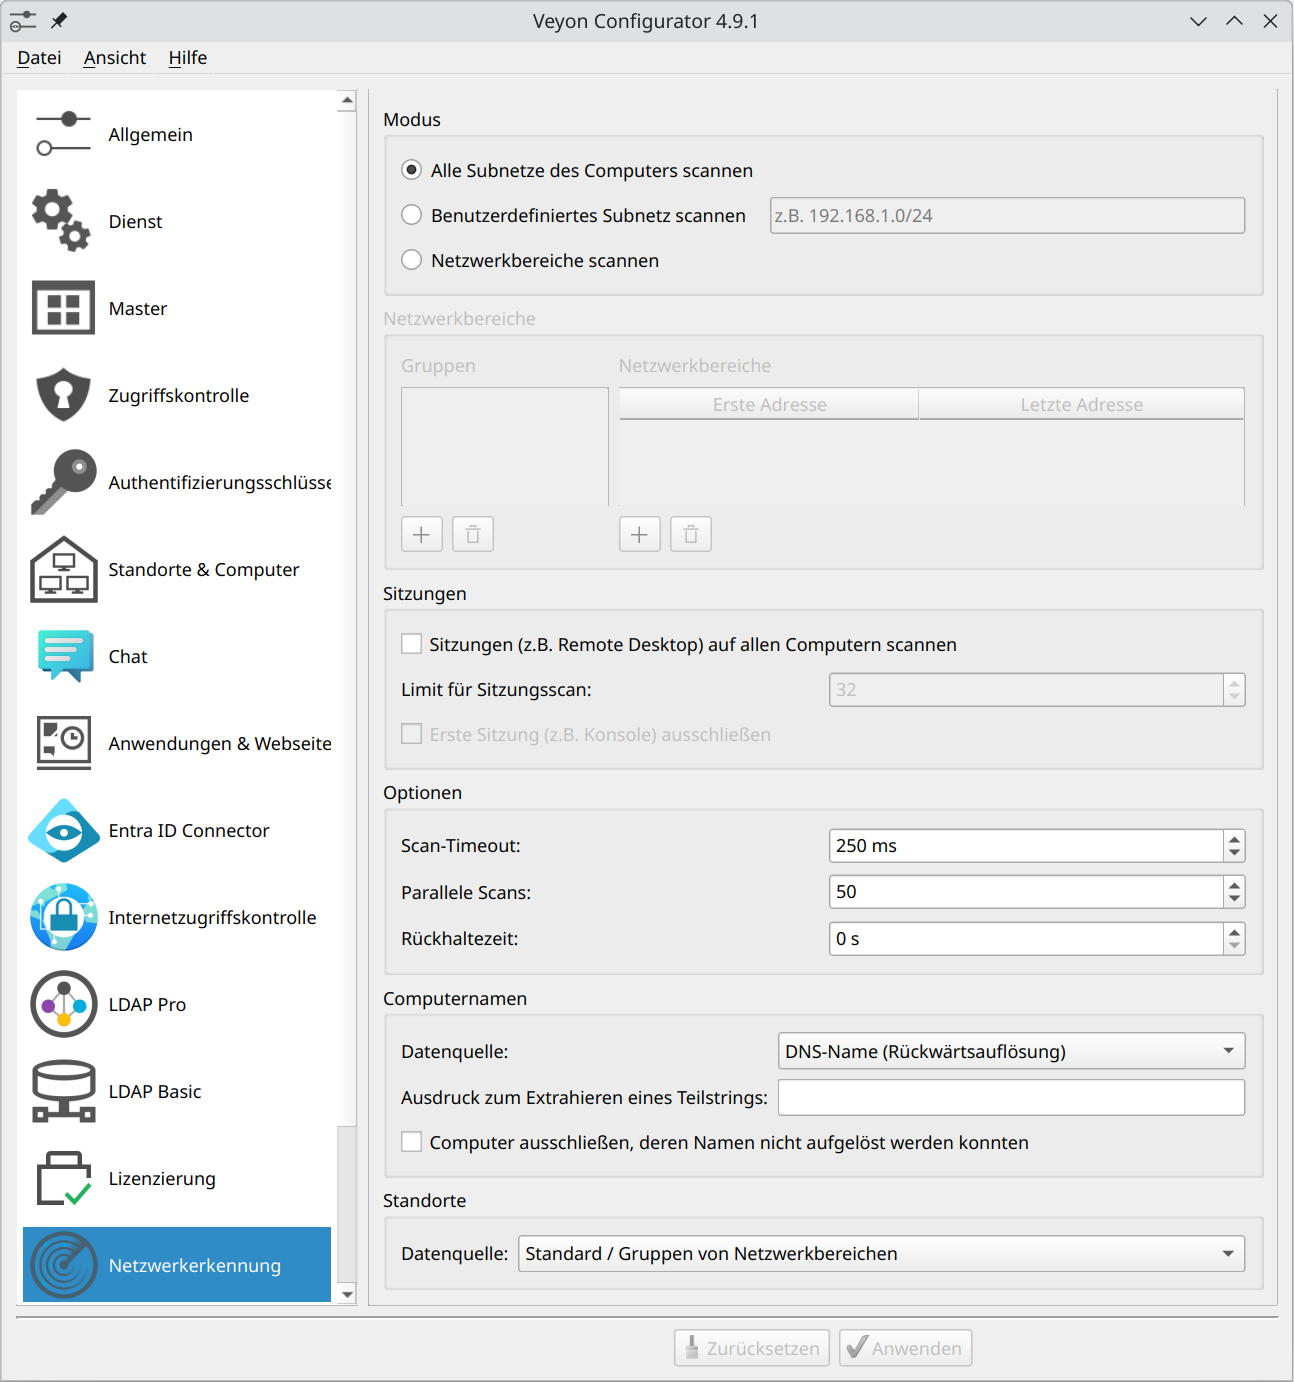 Veyon Configurator 4.9.1
Datei Ansicht Hilfe
Allgemein
Dienst
Master
Zugriffskontrolle
Authentifizierungsschlüsse
Standorte & Computer
Chat
Anwendungen & Webseite
Entra ID Connector
Internetzugriffskontrolle
LDAP Pro
LDAP Basic
Lizenzierung
Netzwerkerkennung
Modus
Alle Subnetze des Computers scannen
Benutzerdefiniertes Subnetz scannen z.B. 192.168.1.0/24
Netzwerkbereiche scannen
Netzwerkbereiche
Gruppen Netzwerkbereiche
Erste Adresse Letzte Adresse
Sitzungen
Sitzungen (z.B. Remote Desktop) auf allen Computern scannen
Limit für Sitzungsscan: 32
Erste Sitzung (z.B. Konsole) ausschließen
Optionen
Scan-Timeout: 250 ms
Parallele Scans: 50
Rückhaltezeit: 0 s
Computernamen
Datenquelle: DNS-Name (Rückwärtsauflösung)
Ausdruck zum Extrahieren eines Teilstrings:
Computer ausschließen, deren Namen nicht aufgelöst werden konnten
Standorte
Datenquelle: Standard / Gruppen von Netzwerkbereichen
Zurücksetzen Anwenden